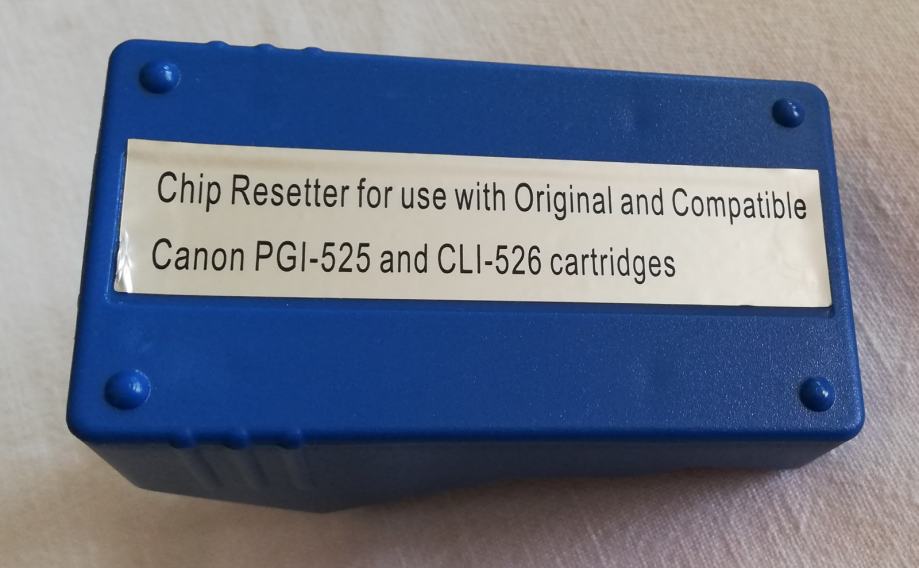 Chip Resetter for use with Original and Compatible
Canon PGI-525 and CLI-526 cartridges